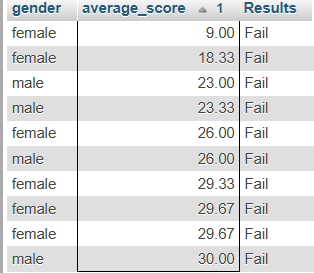 gender average_score 1 Results
female 9.00 Fail
female 18.33 Fail
male 23.00 Fail
male 23.33 Fail
female 26.00 Fail
male 26.00 Fail
female 29.33 Fail
female 29.67 Fail
female 29.67 Fail
male 30.00 Fail